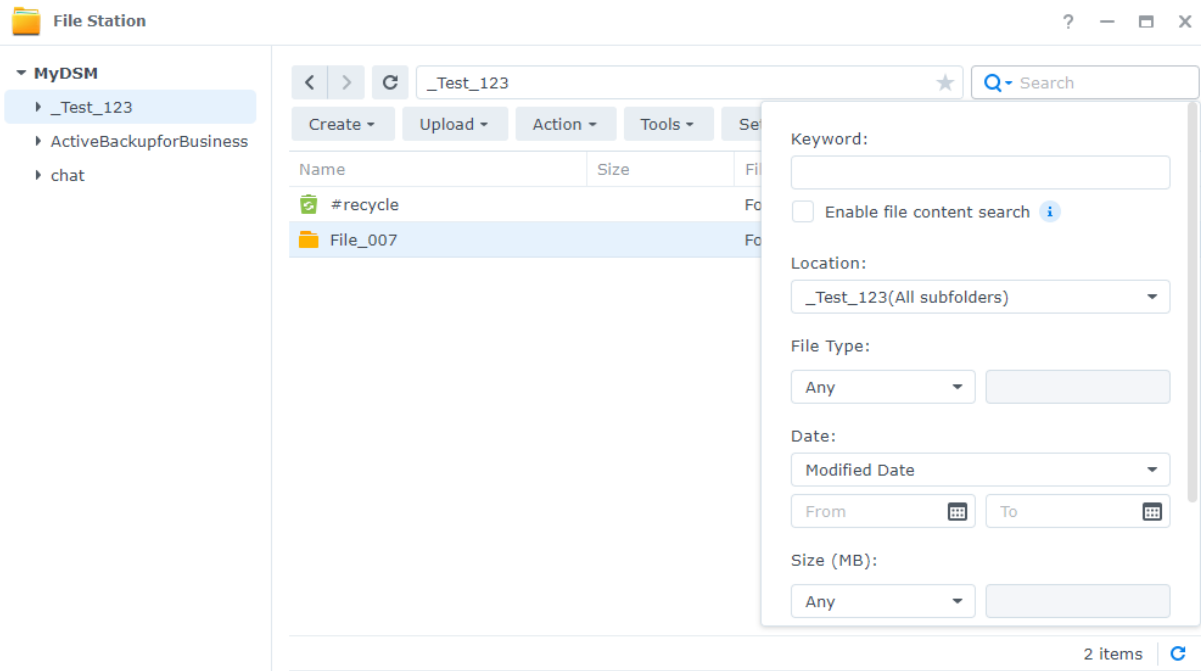 File Station
?
MyDSM
_Test_123
ActiveBackupforBusiness
chat
_Test_123
Search
Create Upload Action Tools Se
Name Size Fi
#recycle Fo
File_007 Fo
Keyword:
Enable file content search i
Location:
_Test_123(All subfolders)
File Type:
Any
Date:
Modified Date
From To
Size (MB):
Any
2 items